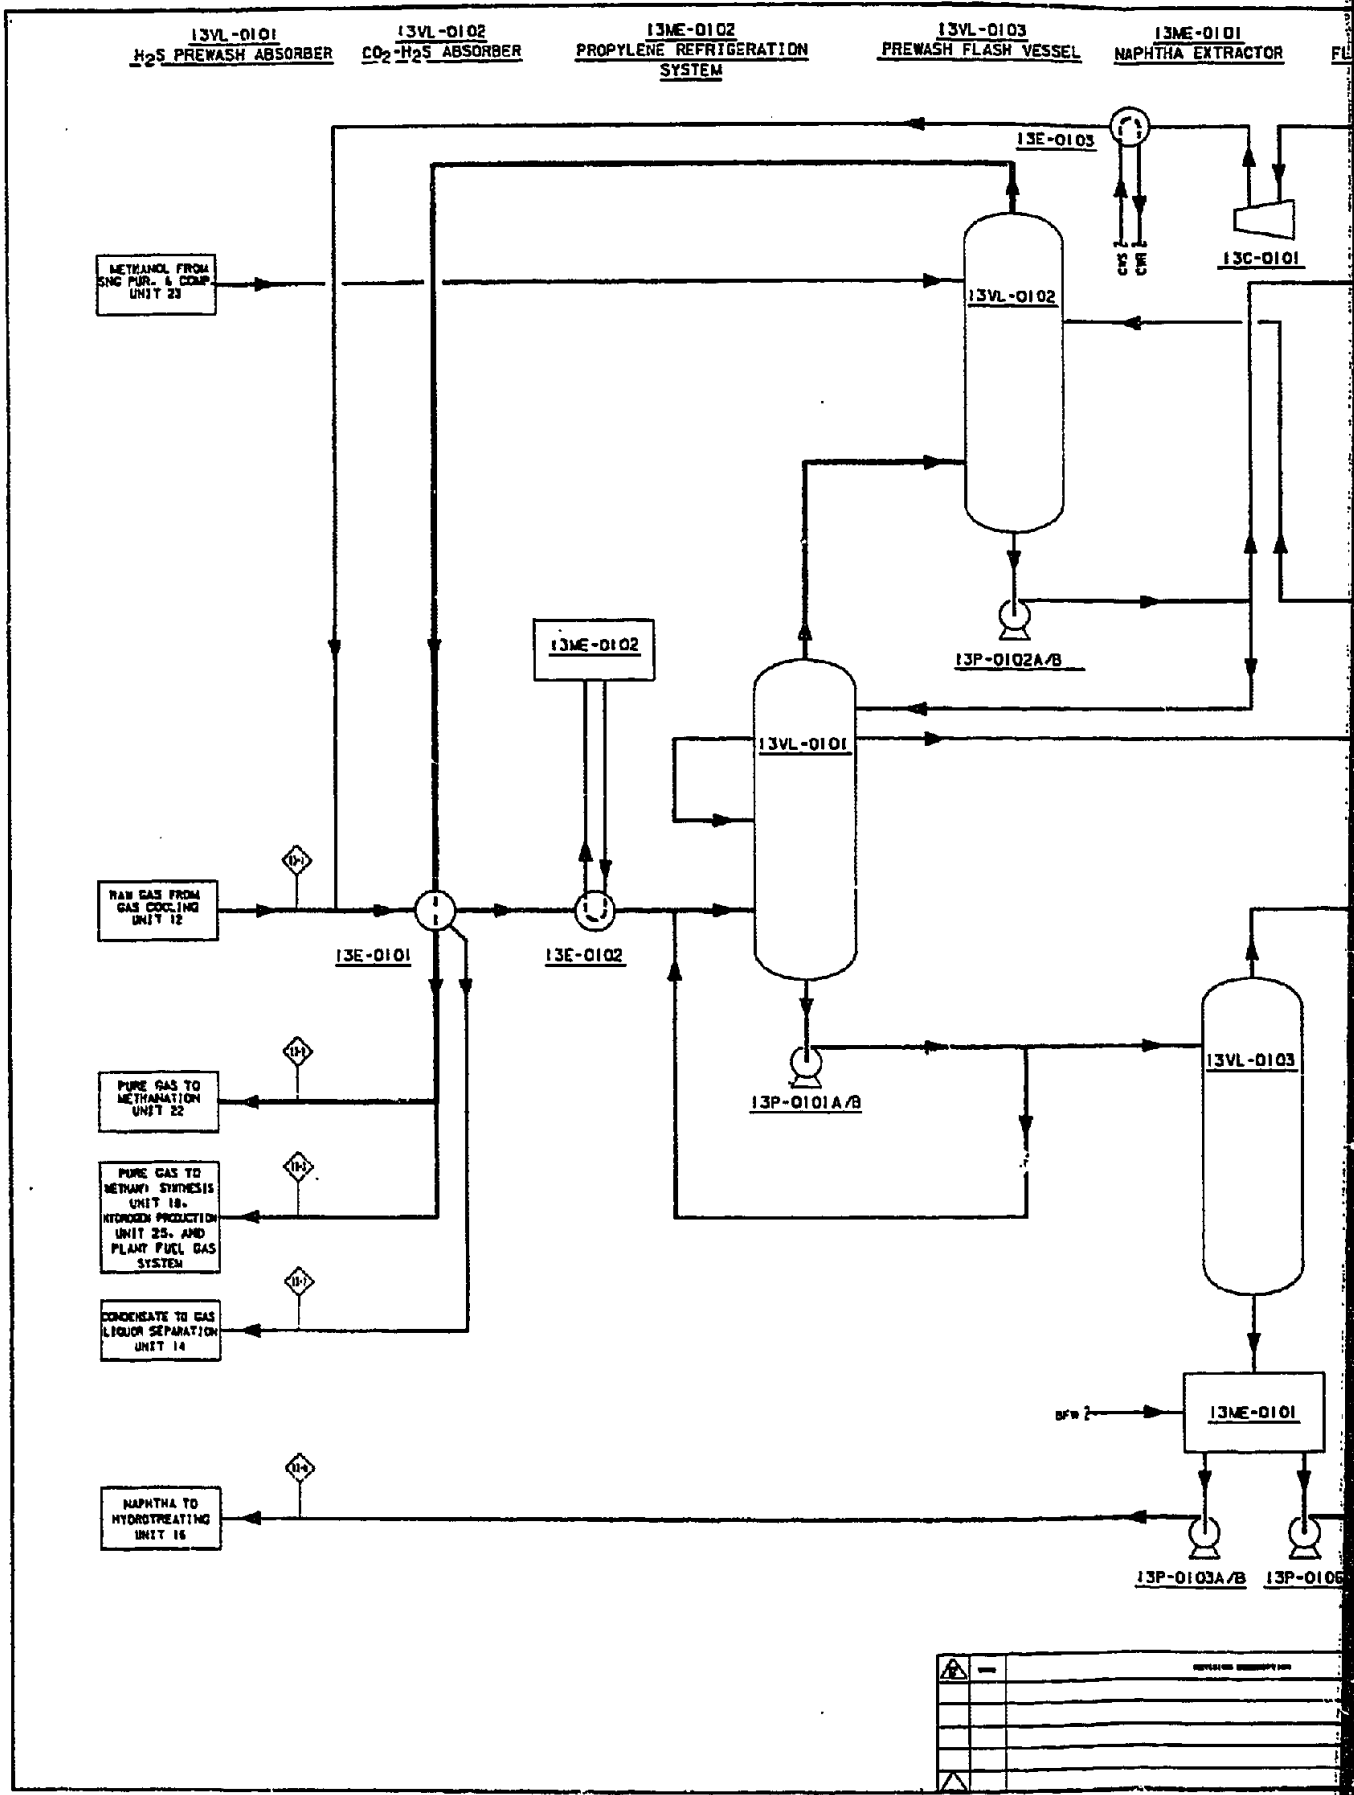 13VL-0101
H2S PREWASH ABSORBER
13VL-0102
CO2-H2S ABSORBER
13ME-0102
PROPYLENE REFRIGERATION
SYSTEM
13VL-0103
PREWASH FLASH VESSEL
13ME-0101
NAPHTHA EXTRACTOR
13E-0103
CWS
CWR
13C-0101
METHANOL FROM
SNG PUR. & COMP.
UNIT 23
13VL-0102
13P-0102A/B
13ME-0102
13VL-0101
RAW GAS FROM
GAS COOLING
UNIT 12
13E-0101
13E-0102
13VL-0103
13P-0101A/B
PURE GAS TO
METHANATION
UNIT 22
PURE GAS TO
SYNTHESIS
UNIT 18.
HYDROGEN PRODUCTION
UNIT 25. AND
PLANT FUEL GAS
SYSTEM
CONDENSATE TO GAS
LIQUOR SEPARATION
UNIT 14
BFW
13ME-0101
NAPHTHA TO
HYDROTREATING
UNIT 16
13P-0103A/B